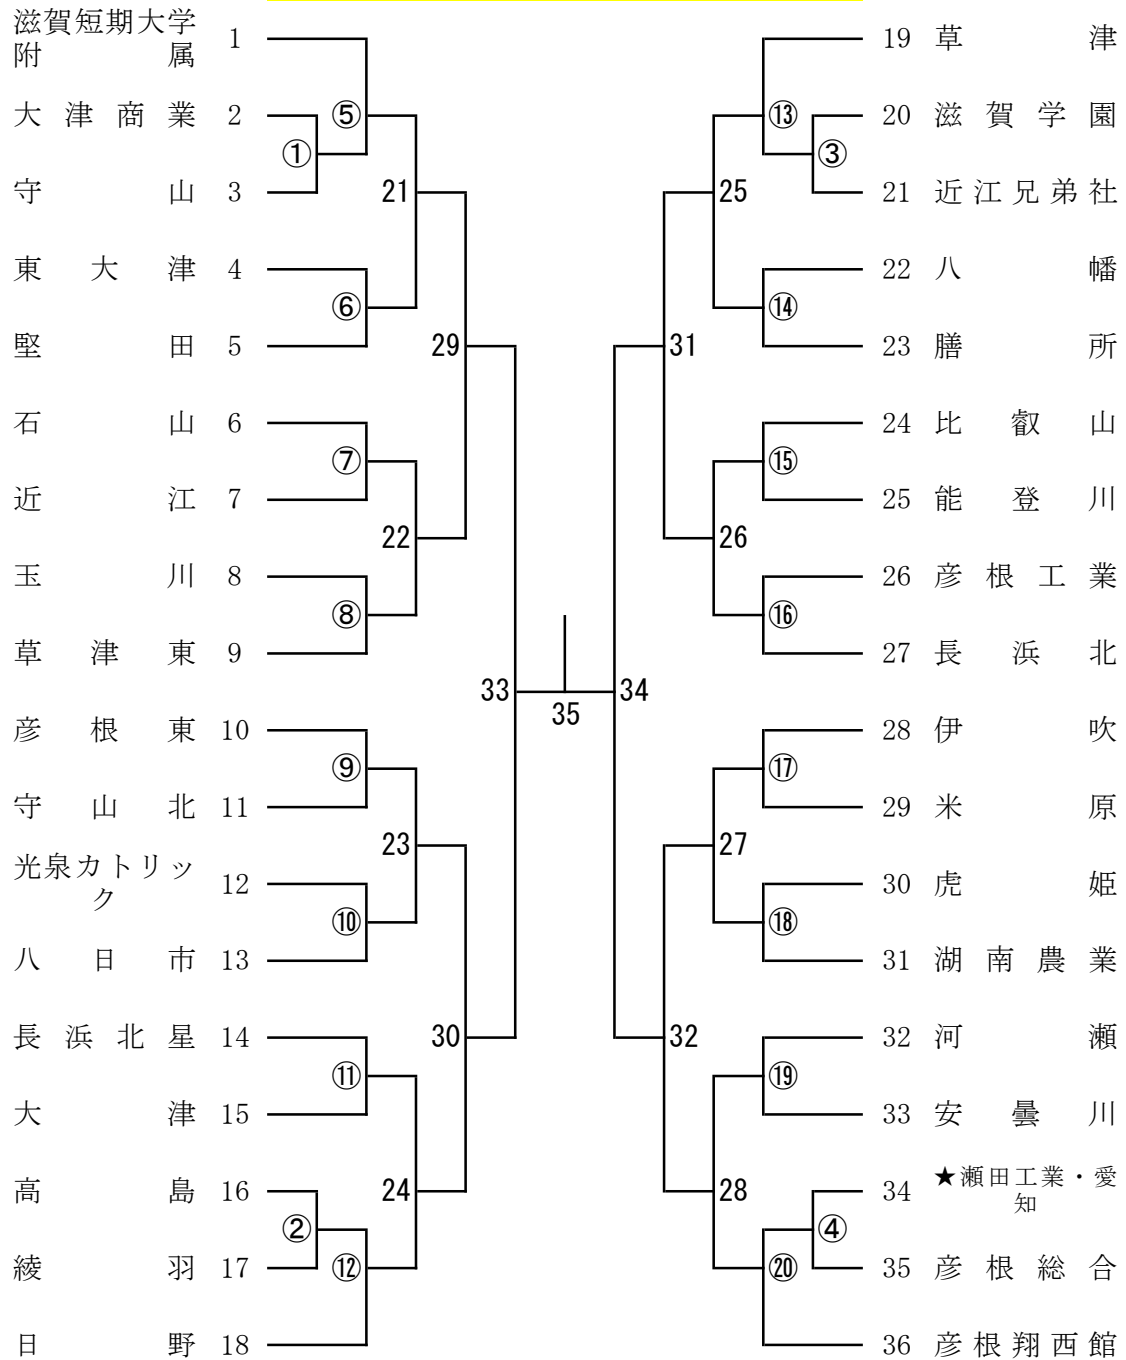 滋賀短期大学
附属 1
大津商業 2
守山 3
東大津 4
堅田 5
石山 6
近江 7
玉川 8
草津東 9
彦根東 10
守山北 11
光泉カトリッ
ク 12
八日市 13
長浜北星 14
大津 15
高島 16
綾羽 17
日野 18
①
②
⑤
⑥
⑦
⑧
⑨
⑩
⑪
⑫
21
22
23
24
29
30
33
35
34
31
32
25
26
27
28
⑬
⑭
⑮
⑯
⑰
⑱
⑲
⑳
③
④
19 草津
20 滋賀学園
21 近江兄弟社
22 八幡
23 膳所
24 比叡山
25 能登川
26 彦根工業
27 長浜北
28 伊吹
29 米原
30 虎姫
31 湖南農業
32 河瀬
33 安曇川
34 ★瀬田工業・愛
知
35 彦根総合
36 彦根翔西館